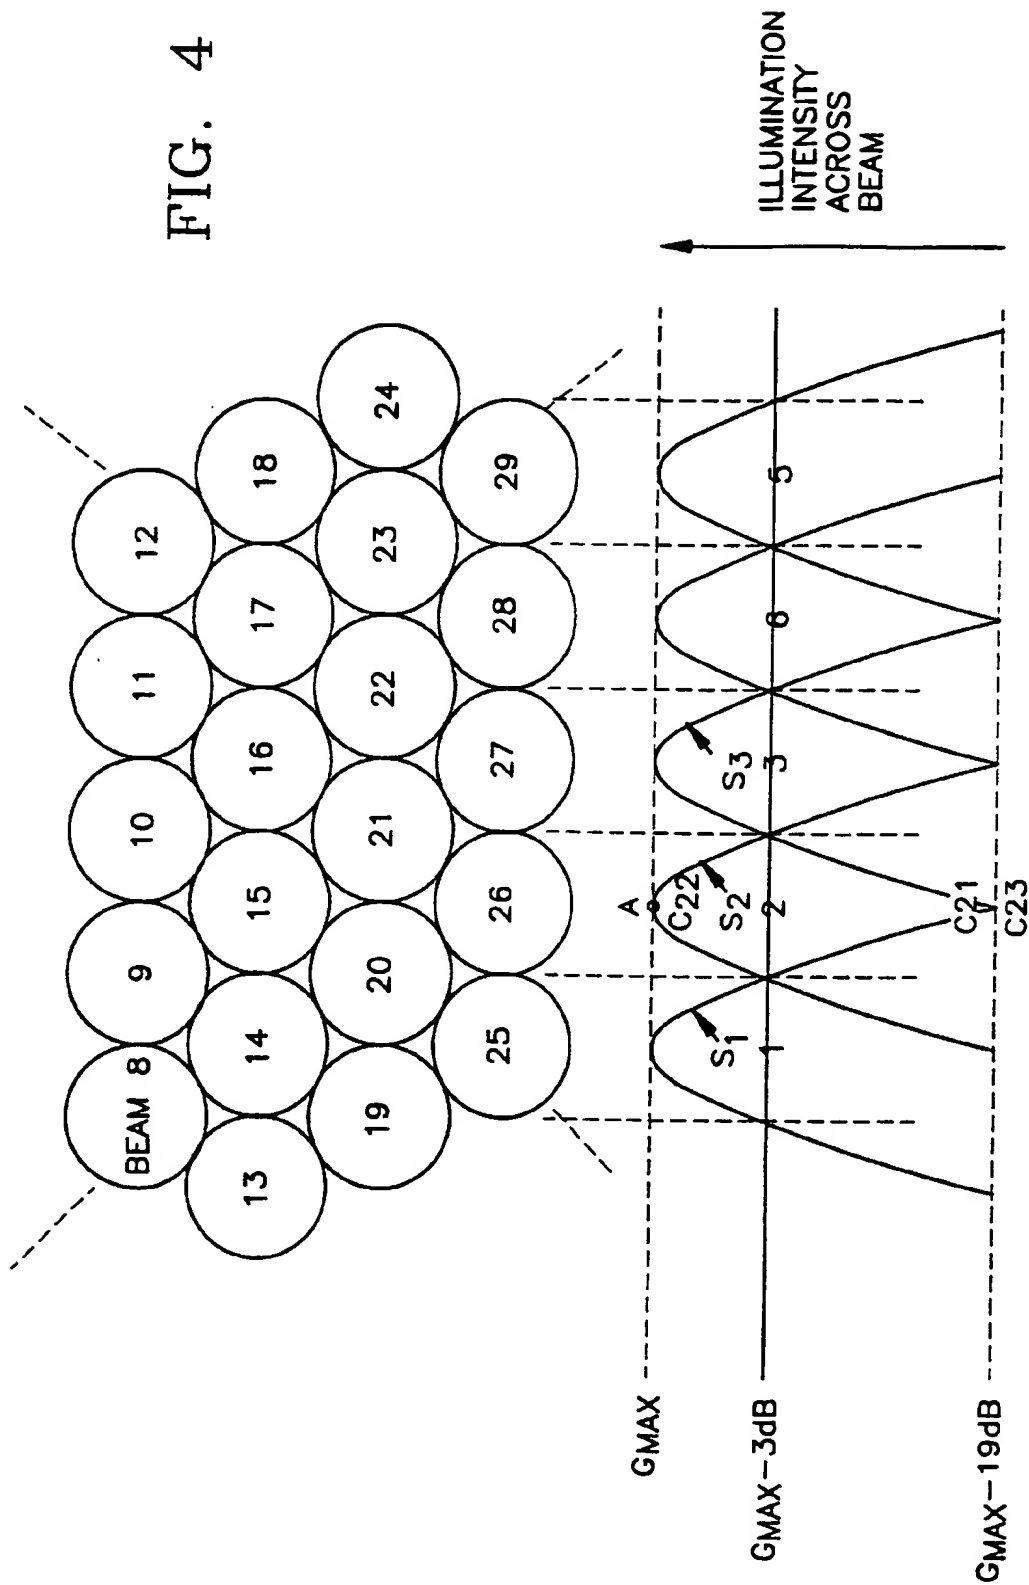 FIG. 4
BEAM 8 9 10 11 12
13 14 15 16 17 18
19 20 21 22 23 24
25 26 27 28 29
GMAX
A
C22
S1 S2 S3
GMAX-3dB
1 2 3 6 5
ILLUMINATION
INTENSITY
ACROSS
BEAM
C21
GMAX-19dB
C23